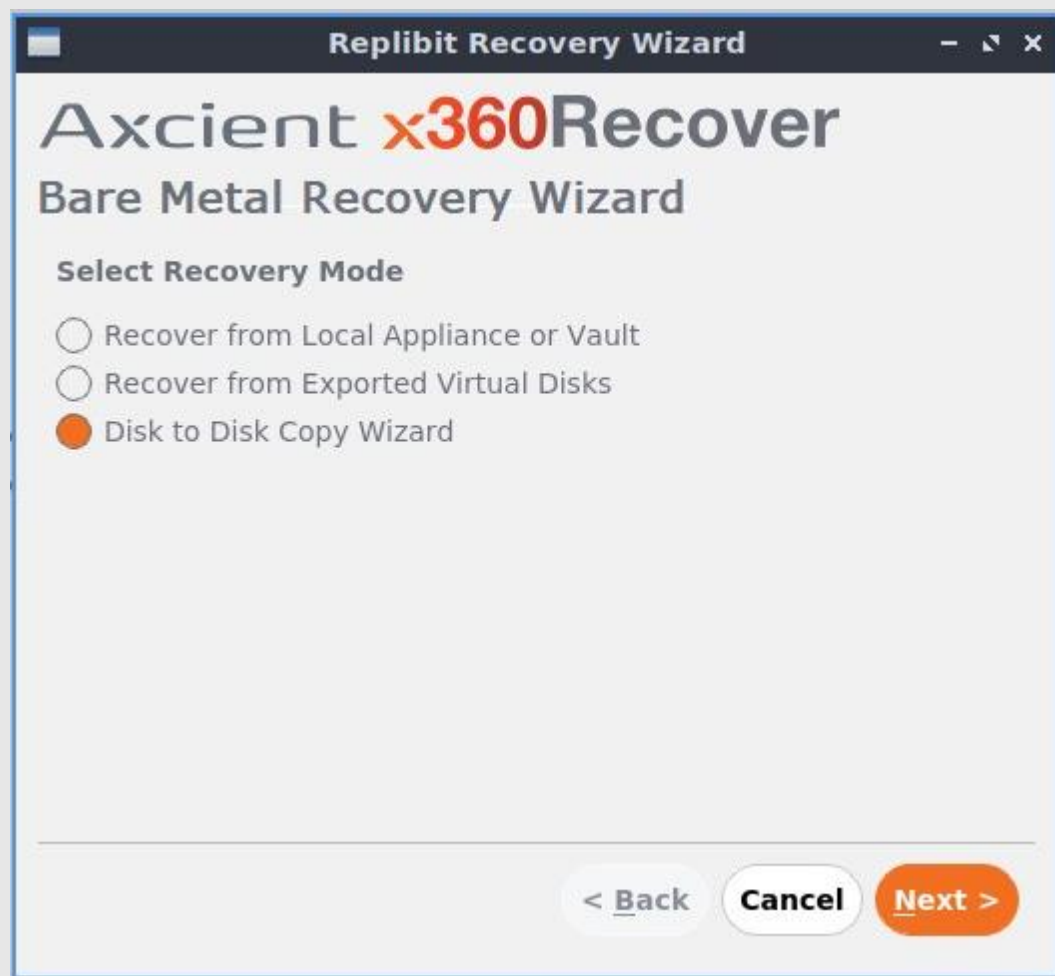 Replibit Recovery Wizard
Axcient x360Recover
Bare Metal Recovery Wizard
Select Recovery Mode
Recover from Local Appliance or Vault
Recover from Exported Virtual Disks
Disk to Disk Copy Wizard
< Back Cancel Next >